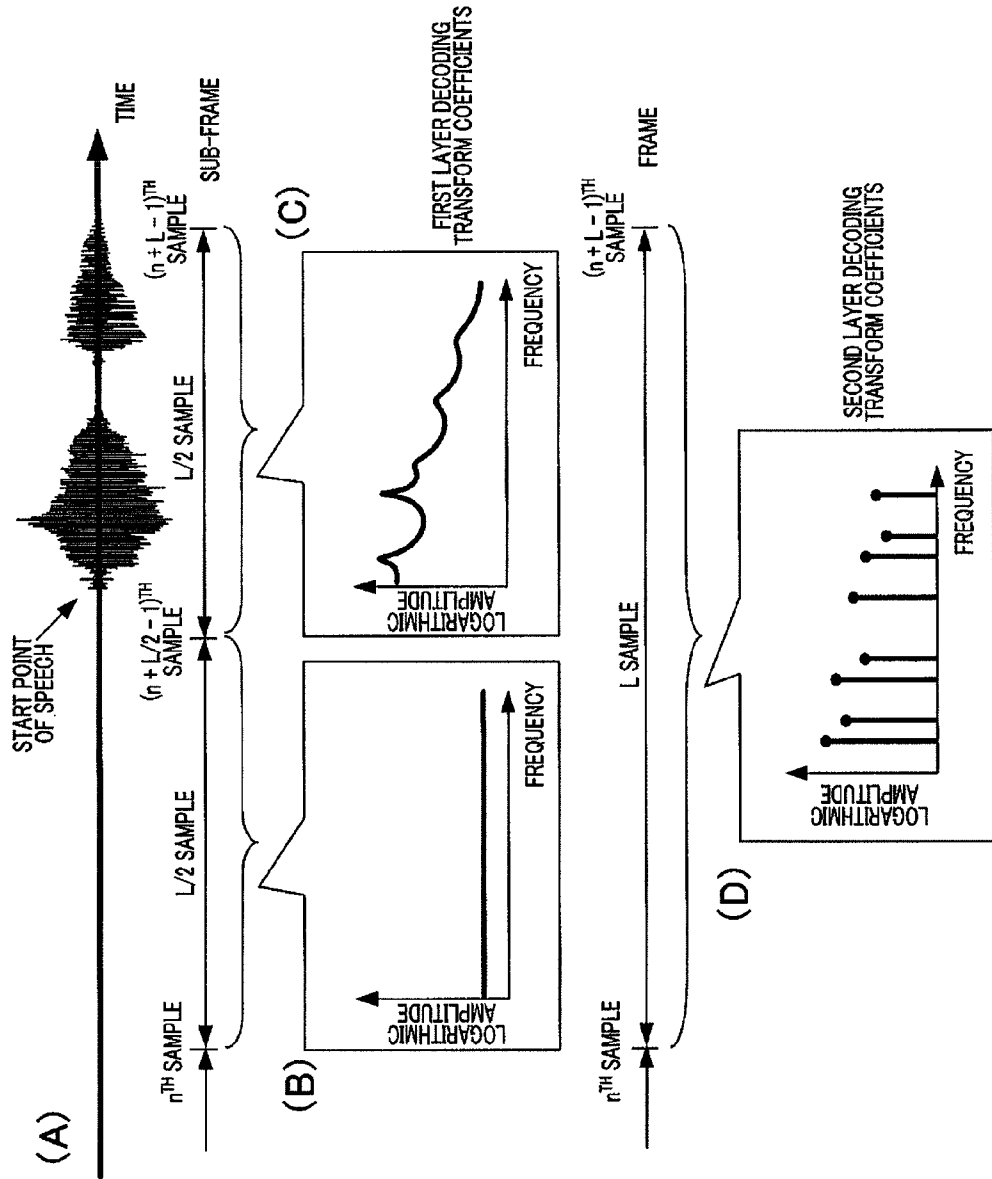 (A)
START POINT
OF SPEECH
TIME
n^TH SAMPLE
L/2 SAMPLE
(n + L/2 - 1)^TH
SAMPLE
L/2 SAMPLE
(n + L - 1)^TH
SAMPLE
SUB-FRAME
(B)
LOGARITHMIC
AMPLITUDE
FREQUENCY
(C)
LOGARITHMIC
AMPLITUDE
FREQUENCY
FIRST LAYER DECODING
TRANSFORM COEFFICIENTS
n^TH SAMPLE
L SAMPLE
(n + L - 1)^TH
SAMPLE
FRAME
(D)
LOGARITHMIC
AMPLITUDE
FREQUENCY
SECOND LAYER DECODING
TRANSFORM COEFFICIENTS